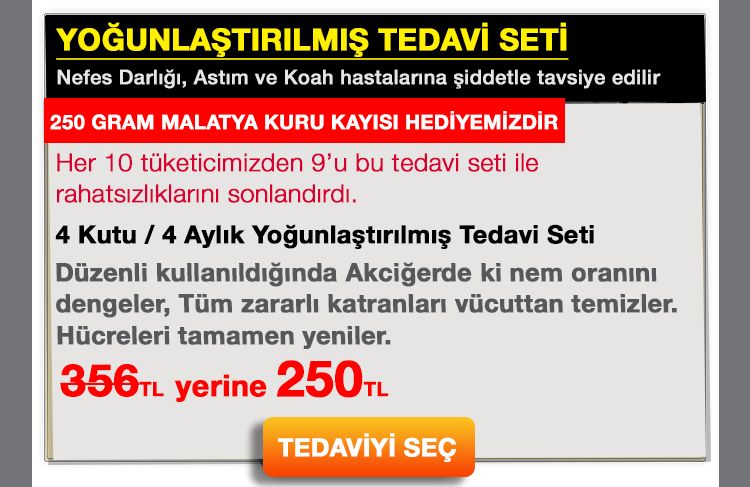 YOĞUNLAŞTIRILMIŞ TEDAVİ SETİ
Nefes Darlığı, Astım ve Koah hastalarına şiddetle tavsiye edilir
250 GRAM MALATYA KURU KAYISI HEDİYEMİZDİR
Her 10 tüketicimizden 9’u bu tedavi seti ile
rahatsızlıklarını sonlandırdı.
4 Kutu / 4 Aylık Yoğunlaştırılmış Tedavi Seti
Düzenli kullanıldığında Akciğerde ki nem oranını
dengeler, Tüm zararlı katranları vücuttan temizler.
Hücreleri tamamen yeniler.
356TL yerine 250TL
TEDAVİYİ SEÇ